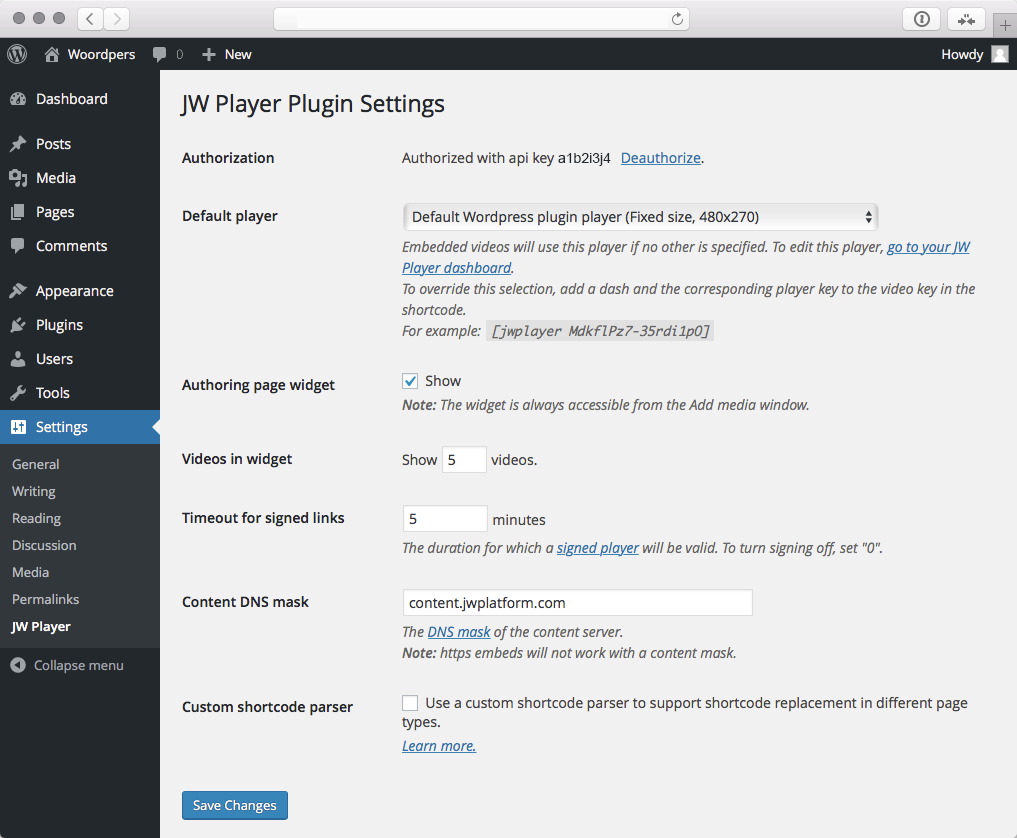 Woordpers 0 New Howdy
Dashboard
Posts
Media
Pages
Comments
Appearance
Plugins
Users
Tools
Settings
General
Writing
Reading
Discussion
Media
Permalinks
JW Player
Collapse menu
JW Player Plugin Settings
Authorization
Authorized with api key a1b2i3j4 Deauthorize.
Default player
Default Wordpress plugin player (Fixed size, 480x270)
Embedded videos will use this player if no other is specified. To edit this player, go to your JW
Player dashboard.
To override this selection, add a dash and the corresponding player key to the video key in the
shortcode.
For example: [jwplayer MdkflPz7-35rdi1pO]
Authoring page widget
Show
Note: The widget is always accessible from the Add media window.
Videos in widget
Show 5 videos.
Timeout for signed links
5 minutes
The duration for which a signed player will be valid. To turn signing off, set "0".
Content DNS mask
content.jwplatform.com
The DNS mask of the content server.
Note: https embeds will not work with a content mask.
Custom shortcode parser
Use a custom shortcode parser to support shortcode replacement in different page
types.
Learn more.
Save Changes